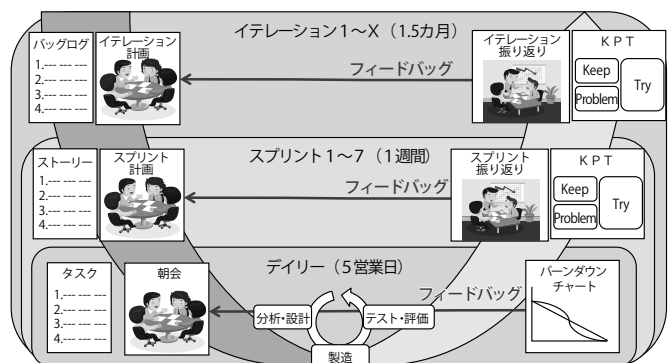 イテレーション1～X（1.5カ月）
バッグログ
1.--- --- ---
2.--- --- ---
3.--- --- ---
4.--- --- ---
イテレーション
計画
フィードバッグ
イテレーション
振り返り
KPT
Keep
Problem
Try
スプリント1～7（1週間）
ストーリー
1.--- --- ---
2.--- --- ---
3.--- --- ---
4.--- --- ---
スプリント
計画
フィードバッグ
スプリント
振り返り
KPT
Keep
Problem
Try
デイリー（5営業日）
タスク
1.--- --- ---
2.--- --- ---
3.--- --- ---
4.--- --- ---
朝会
分析・設計
製造
テスト・評価
フィードバッグ
バーンダウン
チャート